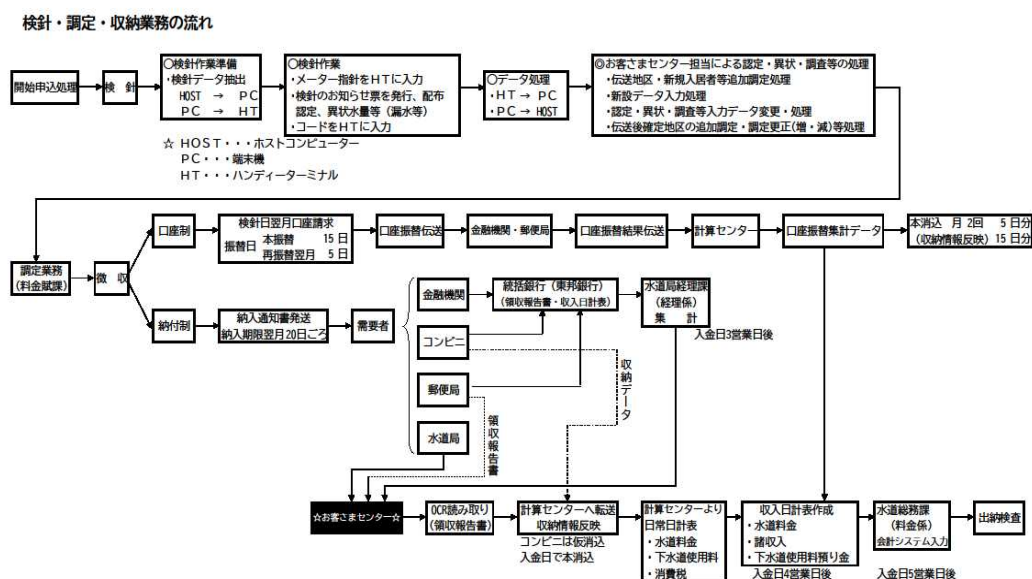 検針・調定・収納業務の流れ
開始申込処理
検 針
○検針作業準備
・検針データ抽出
HOST → PC
PC → HT
○検針作業
・メーター指針をHTに入力
・検針のお知らせ票を発行、配布
認定、異状水量等（漏水等）
・コードをHTに入力
○データ処理
・HT→PC
・PC→HOST
◎お客さまセンター担当による認定・異状・調査等の処理
・伝送地区・新規入居者等追加調定処理
・新設データ入力処理
・認定・異状・調査等入力データ変更・処理
・伝送後確定地区の追加調定・調定更正(増・減)等処理
☆ HOST・・・ホストコンピューター
PC・・・端末機
HT・・・ハンディーターミナル
調定業務
(料金賦課)
徴 収
口座制
検針日翌月口座請求
振替日 本振替 15 日
再振替翌月 5 日
口座振替伝送
金融機関・郵便局
口座振替結果伝送
計算センター
口座振替集計データ
本消込 月 2回 5 日分
(収納情報反映) 15 日分
納付制
納入通知書発送
納入期限翌月20日ごろ
需要者
金融機関
コンビニ
郵便局
水道局
統括銀行（東邦銀行）
（領収報告書・収入日計表）
水道局経理課
（経理係）
集 計
入金日3営業日後
収納データ
領収報告書
☆お客さまセンター☆
OCR読み取り
(領収報告書)
計算センターへ転送
収納情報反映
コンビニは仮消込
入金日で本消込
計算センターより
日常日計表
・水道料金
・下水道使用料
・消費税
収入日計表作成
・水道料金
・諸収入
・下水道使用料預り金
入金日4営業日後
水道総務課
(料金係)
会計システム入力
入金日5営業日後
出納検査